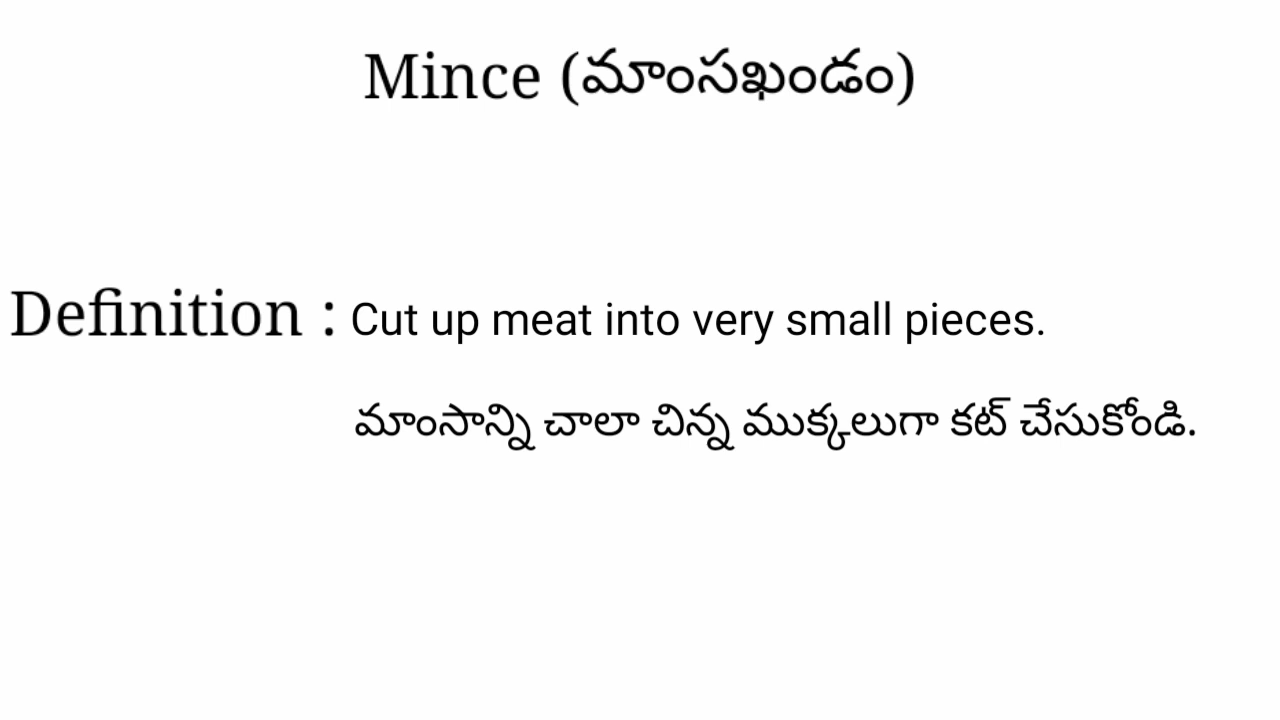 Mince (మాంసఖండం)
Definition : Cut up meat into very small pieces.
మాంసాన్ని చాలా చిన్న ముక్కలుగా కట్ చేసుకోండి.